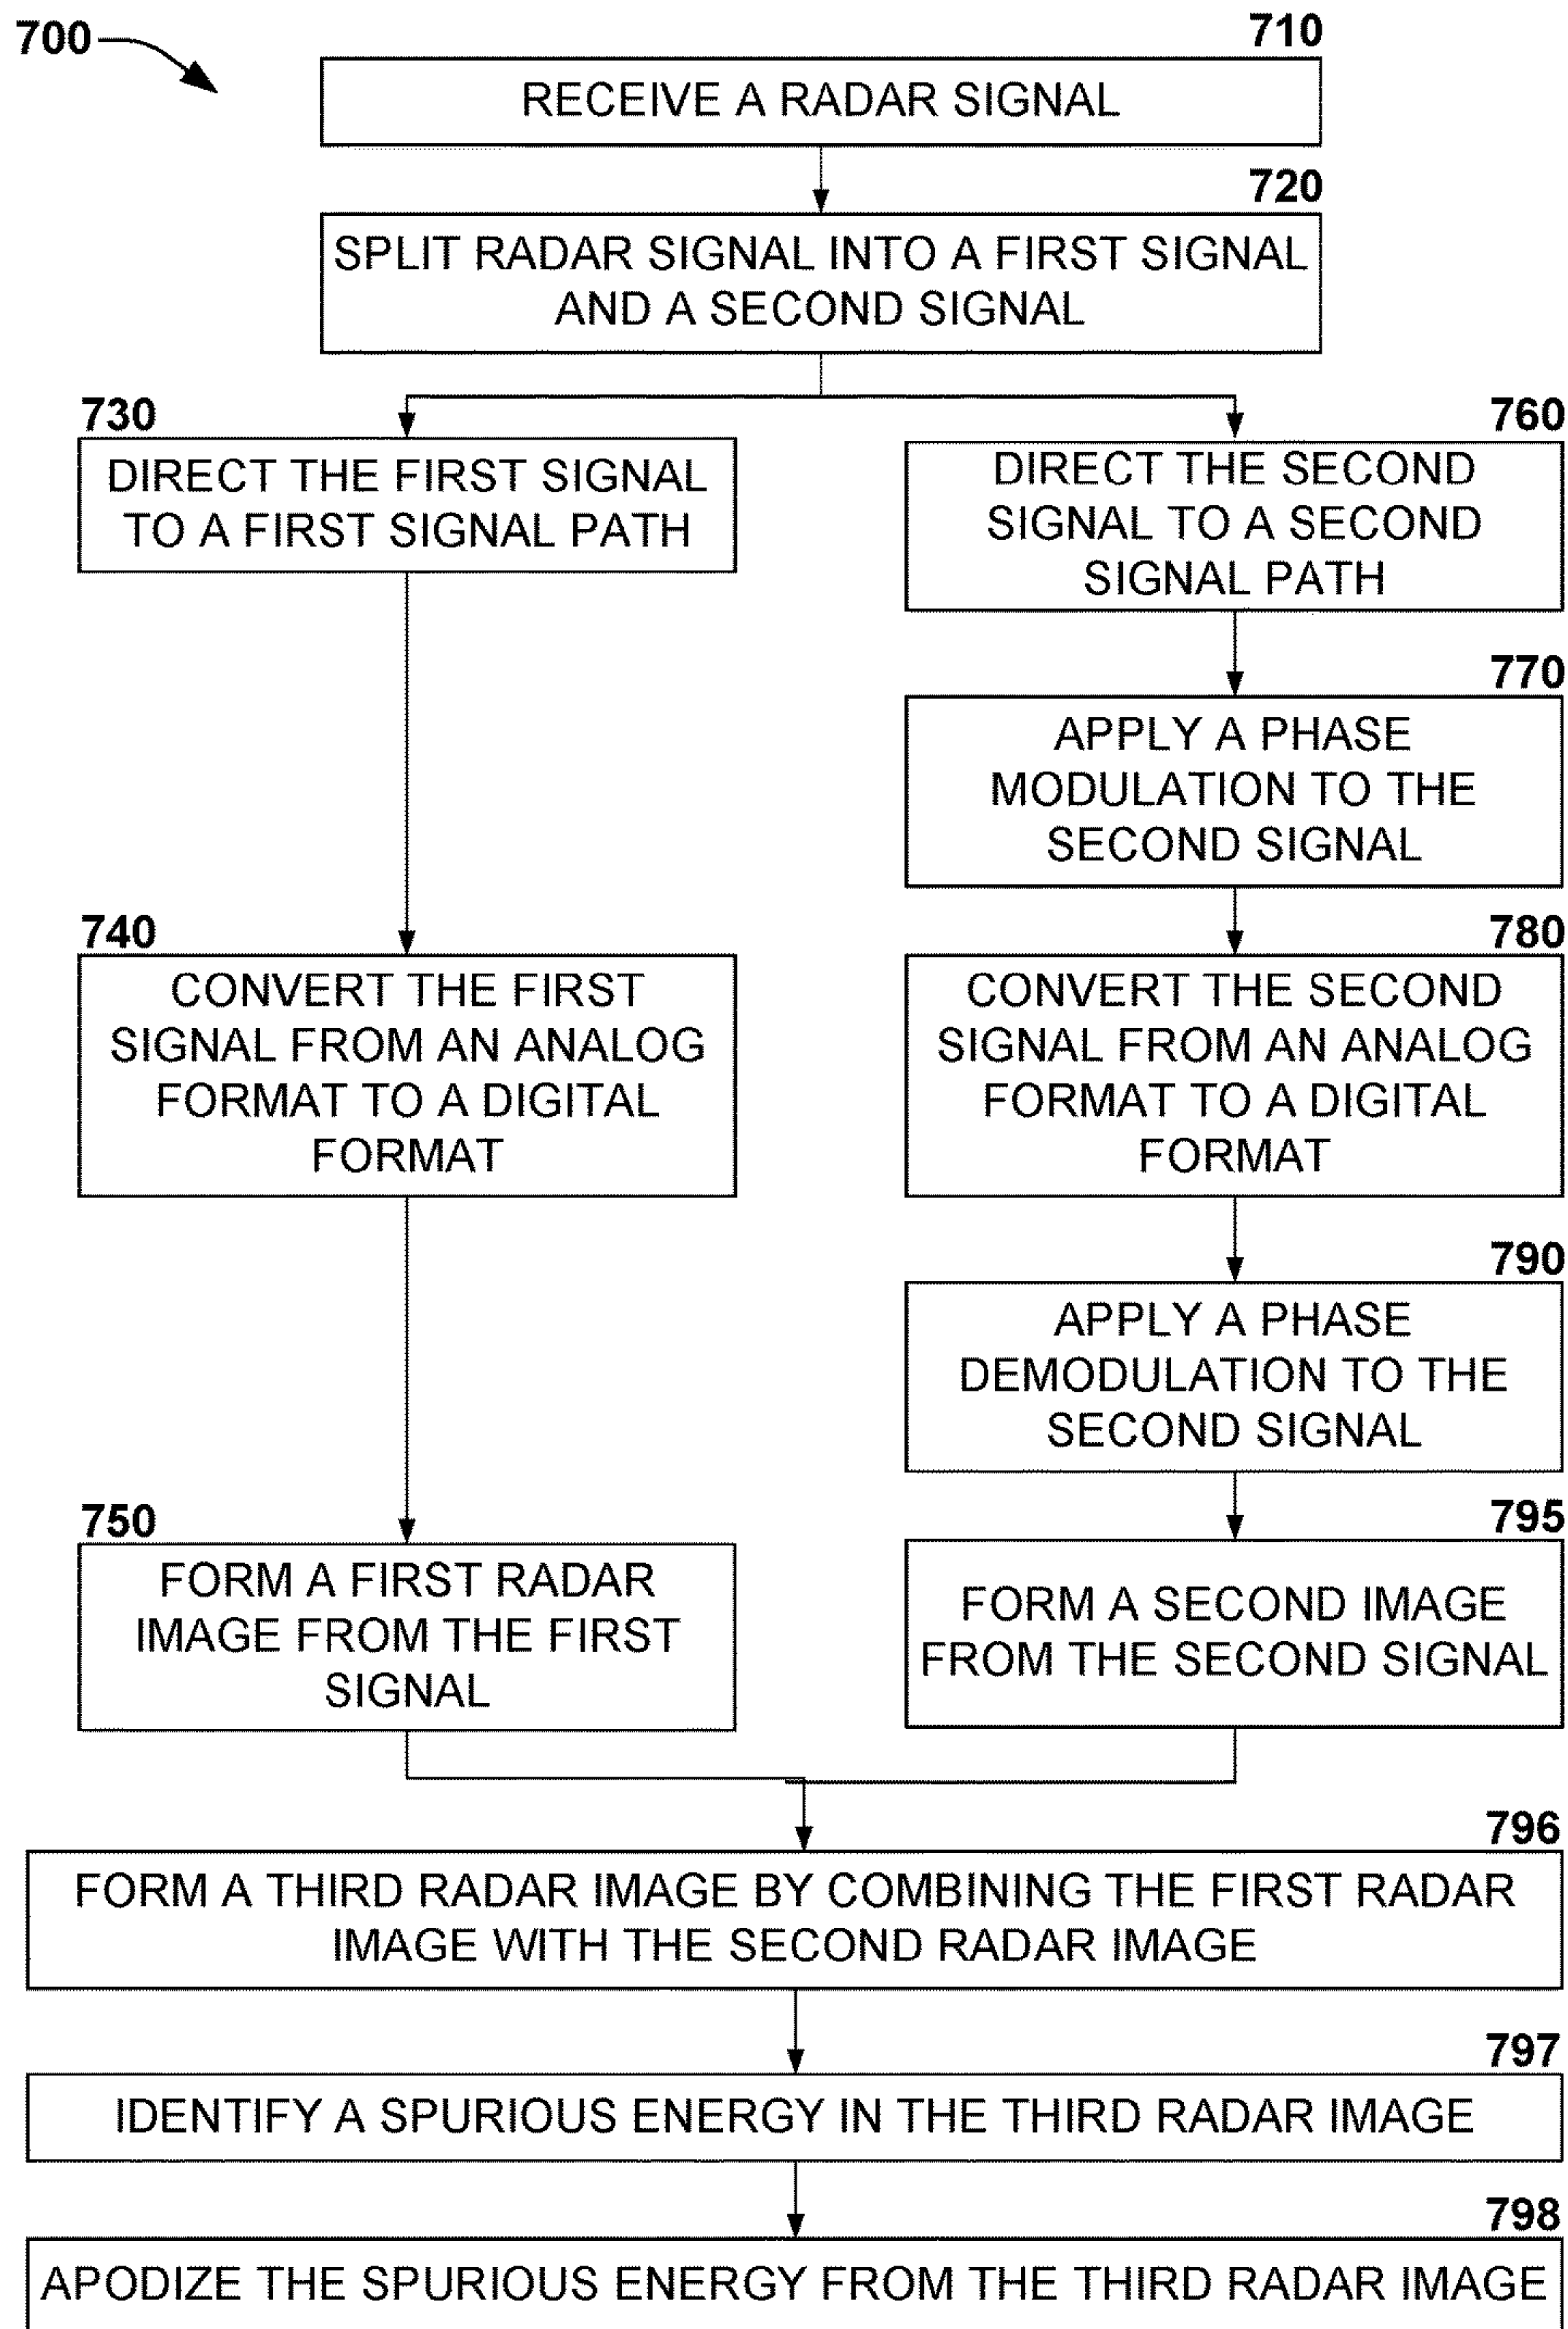 700
710
RECEIVE A RADAR SIGNAL
720
SPLIT RADAR SIGNAL INTO A FIRST SIGNAL
AND A SECOND SIGNAL
730
DIRECT THE FIRST SIGNAL
TO A FIRST SIGNAL PATH
740
CONVERT THE FIRST
SIGNAL FROM AN ANALOG
FORMAT TO A DIGITAL
FORMAT
750
FORM A FIRST RADAR
IMAGE FROM THE FIRST
SIGNAL
760
DIRECT THE SECOND
SIGNAL TO A SECOND
SIGNAL PATH
770
APPLY A PHASE
MODULATION TO THE
SECOND SIGNAL
780
CONVERT THE SECOND
SIGNAL FROM AN ANALOG
FORMAT TO A DIGITAL
FORMAT
790
APPLY A PHASE
DEMODULATION TO THE
SECOND SIGNAL
795
FORM A SECOND IMAGE
FROM THE SECOND SIGNAL
796
FORM A THIRD RADAR IMAGE BY COMBINING THE FIRST RADAR
IMAGE WITH THE SECOND RADAR IMAGE
797
IDENTIFY A SPURIOUS ENERGY IN THE THIRD RADAR IMAGE
798
APODIZE THE SPURIOUS ENERGY FROM THE THIRD RADAR IMAGE